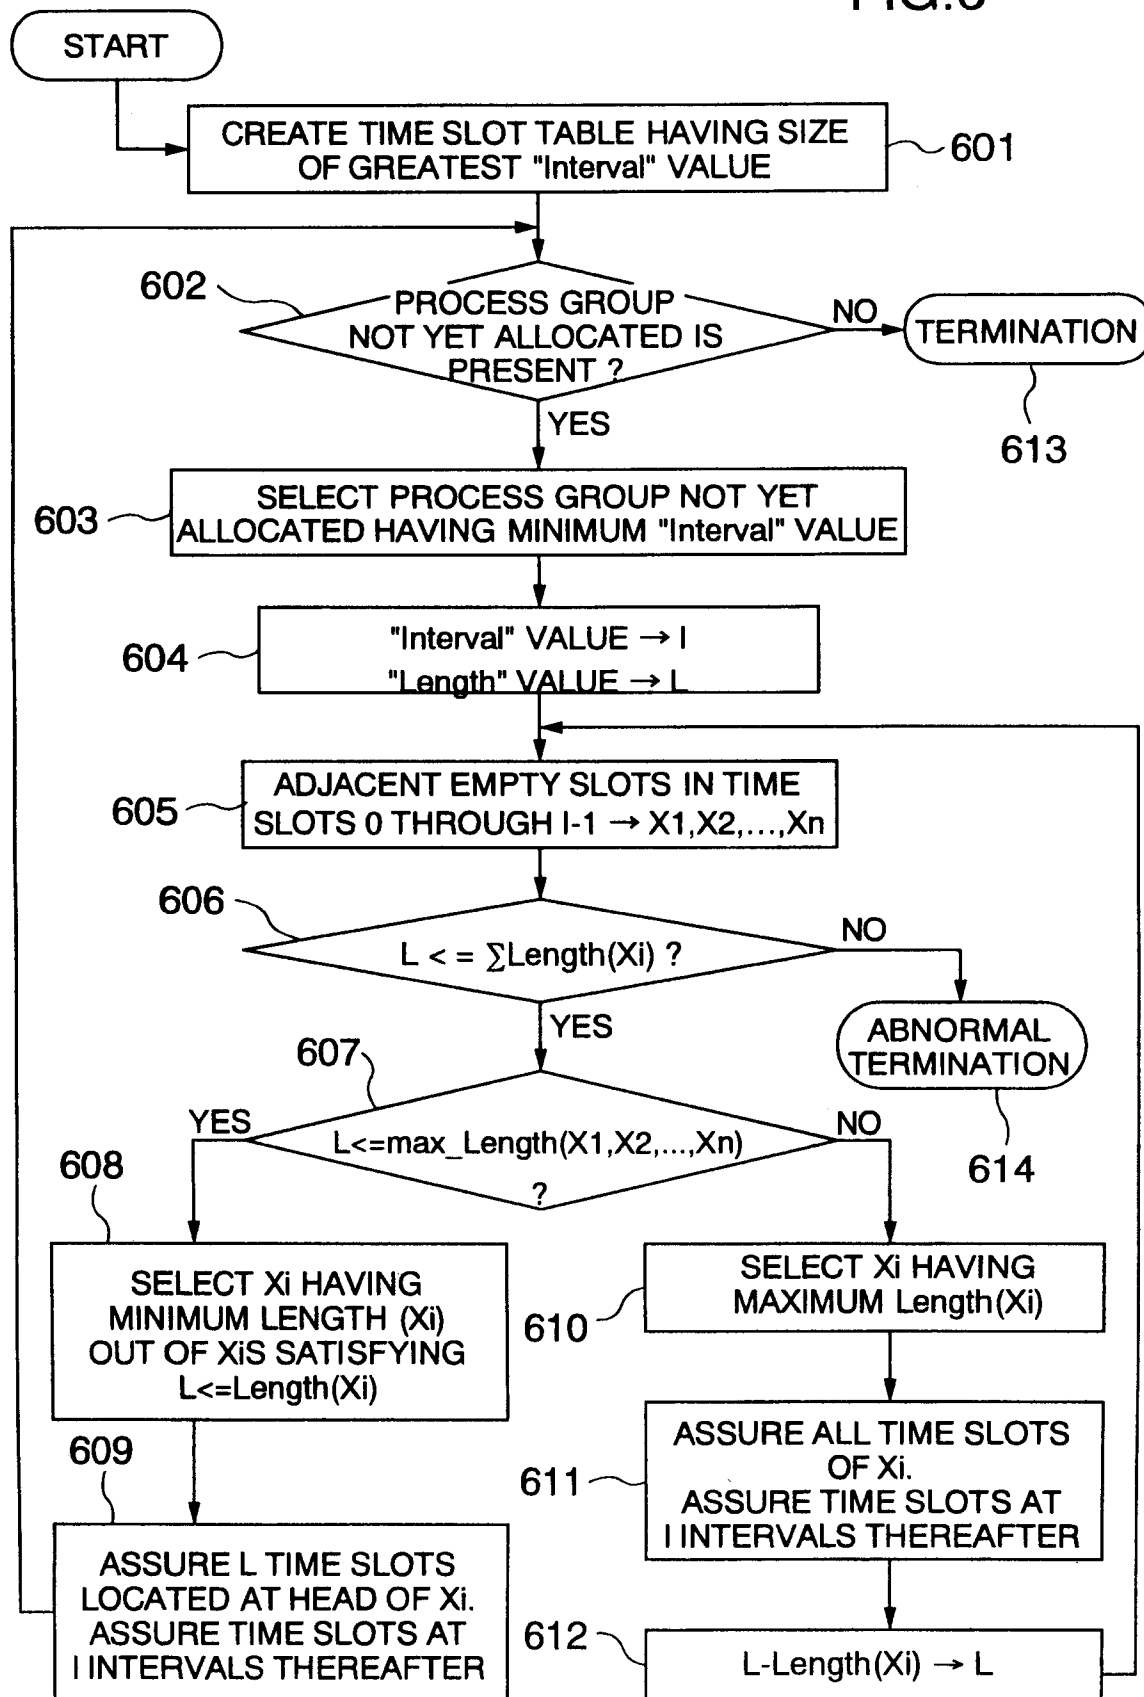 FIG.6
START
CREATE TIME SLOT TABLE HAVING SIZE
OF GREATEST "Interval" VALUE
601
602
PROCESS GROUP
NOT YET ALLOCATED IS
PRESENT ?
NO
TERMINATION
613
YES
603
SELECT PROCESS GROUP NOT YET
ALLOCATED HAVING MINIMUM "Interval" VALUE
604
"Interval" VALUE → I
"Length" VALUE → L
605
ADJACENT EMPTY SLOTS IN TIME
SLOTS 0 THROUGH I-1 → X1,X2,...,Xn
606
L < = ∑Length(Xi) ?
NO
YES
ABNORMAL
TERMINATION
614
607
YES
L<=max_Length(X1,X2,...,Xn)
?
NO
608
SELECT Xi HAVING
MINIMUM LENGTH (Xi)
OUT OF XiS SATISFYING
L<=Length(Xi)
610
SELECT Xi HAVING
MAXIMUM Length(Xi)
609
ASSURE L TIME SLOTS
LOCATED AT HEAD OF Xi.
ASSURE TIME SLOTS AT
I INTERVALS THEREAFTER
611
ASSURE ALL TIME SLOTS
OF Xi.
ASSURE TIME SLOTS AT
I INTERVALS THEREAFTER
612
L-Length(Xi) → L